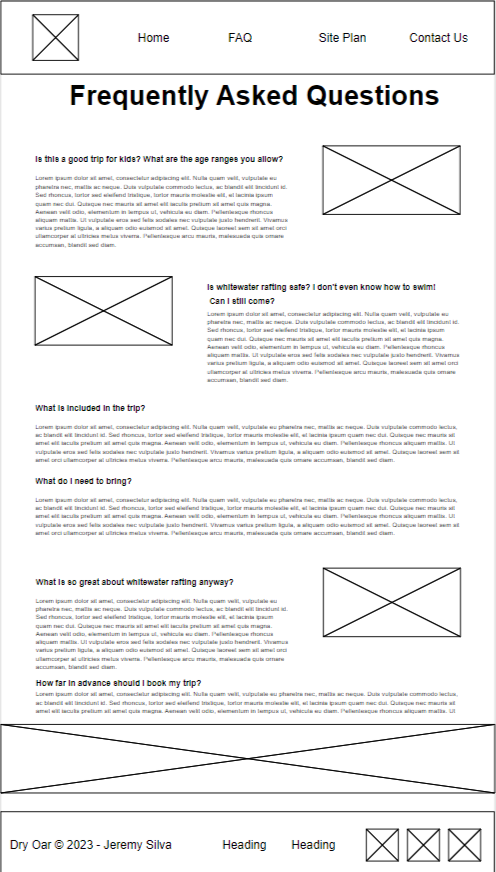 Home FAQ Site Plan Contact Us
Frequently Asked Questions
Is this a good trip for kids? What are the age ranges you allow?
Lorem ipsum dolor sit amet, consectetur adipiscing elit. Nulla quam velit, vulputate eu
pharetra nec, mattis ac neque. Duis vulputate commodo lectus, ac blandit elit tincidunt id.
Sed rhoncus, tortor sed eleifend tristique, tortor mauris molestie elit, et lacinia ipsum
quam nec dui. Quisque nec mauris sit amet elit iaculis pretium sit amet quis magna.
Aenean velit odio, elementum in tempus ut, vehicula eu diam. Pellentesque rhoncus
aliquam mattis. Ut vulputate eros sed felis sodales nec vulputate justo hendrerit. Vivamus
varius pretium ligula, a aliquam odio euismod sit amet. Quisque laoreet sem sit amet orci
ullamcorper at ultricies metus viverra. Pellentesque arcu mauris, malesuada quis ornare
accumsan, blandit sed diam.
Is whitewater rafting safe? I don't even know how to swim!
Can I still come?
Lorem ipsum dolor sit amet, consectetur adipiscing elit. Nulla quam velit, vulputate eu
pharetra nec, mattis ac neque. Duis vulputate commodo lectus, ac blandit elit tincidunt id.
Sed rhoncus, tortor sed eleifend tristique, tortor mauris molestie elit, et lacinia ipsum
quam nec dui. Quisque nec mauris sit amet elit iaculis pretium sit amet quis magna.
Aenean velit odio, elementum in tempus ut, vehicula eu diam. Pellentesque rhoncus
aliquam mattis. Ut vulputate eros sed felis sodales nec vulputate justo hendrerit. Vivamus
varius pretium ligula, a aliquam odio euismod sit amet. Quisque laoreet sem sit amet orci
ullamcorper at ultricies metus viverra. Pellentesque arcu mauris, malesuada quis ornare
accumsan, blandit sed diam.
What is included in the trip?
Lorem ipsum dolor sit amet, consectetur adipiscing elit. Nulla quam velit, vulputate eu pharetra nec, mattis ac neque. Duis vulputate commodo lectus,
ac blandit elit tincidunt id. Sed rhoncus, tortor sed eleifend tristique, tortor mauris molestie elit, et lacinia ipsum quam nec dui. Quisque nec mauris sit
amet elit iaculis pretium sit amet quis magna. Aenean velit odio, elementum in tempus ut, vehicula eu diam. Pellentesque rhoncus aliquam mattis. Ut
vulputate eros sed felis sodales nec vulputate justo hendrerit. Vivamus varius pretium ligula, a aliquam odio euismod sit amet. Quisque laoreet sem sit
amet orci ullamcorper at ultricies metus viverra. Pellentesque arcu mauris, malesuada quis ornare accumsan, blandit sed diam.
What do I need to bring?
Lorem ipsum dolor sit amet, consectetur adipiscing elit. Nulla quam velit, vulputate eu pharetra nec, mattis ac neque. Duis vulputate commodo lectus,
ac blandit elit tincidunt id. Sed rhoncus, tortor sed eleifend tristique, tortor mauris molestie elit, et lacinia ipsum quam nec dui. Quisque nec mauris sit
amet elit iaculis pretium sit amet quis magna. Aenean velit odio, elementum in tempus ut, vehicula eu diam. Pellentesque rhoncus aliquam mattis. Ut
vulputate eros sed felis sodales nec vulputate justo hendrerit. Vivamus varius pretium ligula, a aliquam odio euismod sit amet. Quisque laoreet sem sit
amet orci ullamcorper at ultricies metus viverra. Pellentesque arcu mauris, malesuada quis ornare accumsan, blandit sed diam.
What is so great about whitewater rafting anyway?
Lorem ipsum dolor sit amet, consectetur adipiscing elit. Nulla quam velit, vulputate eu
pharetra nec, mattis ac neque. Duis vulputate commodo lectus, ac blandit elit tincidunt id.
Sed rhoncus, tortor sed eleifend tristique, tortor mauris molestie elit, et lacinia ipsum
quam nec dui. Quisque nec mauris sit amet elit iaculis pretium sit amet quis magna.
Aenean velit odio, elementum in tempus ut, vehicula eu diam. Pellentesque rhoncus
aliquam mattis. Ut vulputate eros sed felis sodales nec vulputate justo hendrerit. Vivamus
varius pretium ligula, a aliquam odio euismod sit amet. Quisque laoreet sem sit amet orci
ullamcorper at ultricies metus viverra. Pellentesque arcu mauris, malesuada quis ornare
accumsan, blandit sed diam.
How far in advance should I book my trip?
Lorem ipsum dolor sit amet, consectetur adipiscing elit. Nulla quam velit, vulputate eu pharetra nec, mattis ac neque. Duis vulputate commodo lectus,
ac blandit elit tincidunt id. Sed rhoncus, tortor sed eleifend tristique, tortor mauris molestie elit, et lacinia ipsum quam nec dui. Quisque nec mauris sit
amet elit iaculis pretium sit amet quis magna. Aenean velit odio, elementum in tempus ut, vehicula eu diam. Pellentesque rhoncus aliquam mattis. Ut
Dry Oar © 2023 - Jeremy Silva Heading Heading